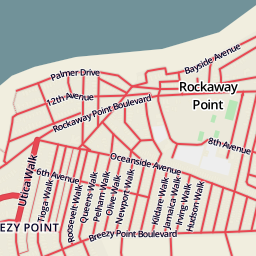 Bayside Avenue
Palmer Drive
Rockaway
Point
12th Avenue
Rockaway Point Boulevard
8th Avenue
Oceanside Avenue
6th Avenue
Utica Walk
Tioga Walk
Roosevelt Walk
Queens Walk
Pelham Walk
Olive Walk
Newport Walk
Kildare Walk
Jamaica Walk
Irving Walk
Hudson Walk
EZY POINT
Breezy Point Boulevard